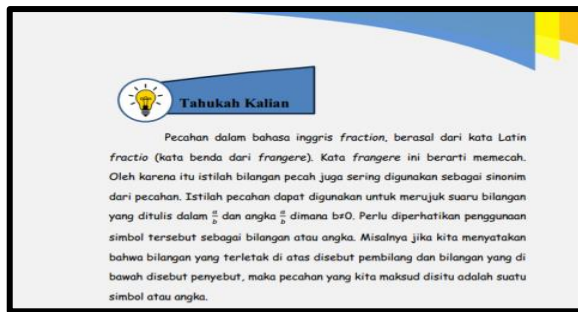 Tahukah Kalian
Pecahan dalam bahasa inggris fraction, berasal dari kata Latin
fractio (kata benda dari frangere). Kata frangere ini berarti memecah.
Oleh karena itu istilah bilangan pecah juga sering digunakan sebagai sinonim
dari pecahan. Istilah pecahan dapat digunakan untuk merujuk suaru bilangan
yang ditulis dalam a/b dan angka a/b dimana b≠0. Perlu diperhatikan penggunaan
simbol tersebut sebagai bilangan atau angka. Misalnya jika kita menyatakan
bahwa bilangan yang terletak di atas disebut pembilang dan bilangan yang di
bawah disebut penyebut, maka pecahan yang kita maksud disitu adalah suatu
simbol atau angka.